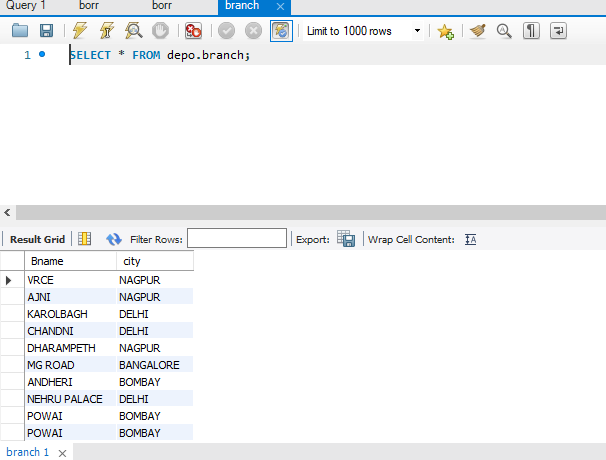 Query 1 borr borr branch
Limit to 1000 rows
1 SELECT * FROM depo.branch;
Result Grid Filter Rows: Export: Wrap Cell Content:
Bname city
VRCE NAGPUR
AJNI NAGPUR
KAROLBAGH DELHI
CHANDNI DELHI
DHARAMPETH NAGPUR
MG ROAD BANGALORE
ANDHERI BOMBAY
NEHRU PALACE DELHI
POWAI BOMBAY
POWAI BOMBAY
branch 1